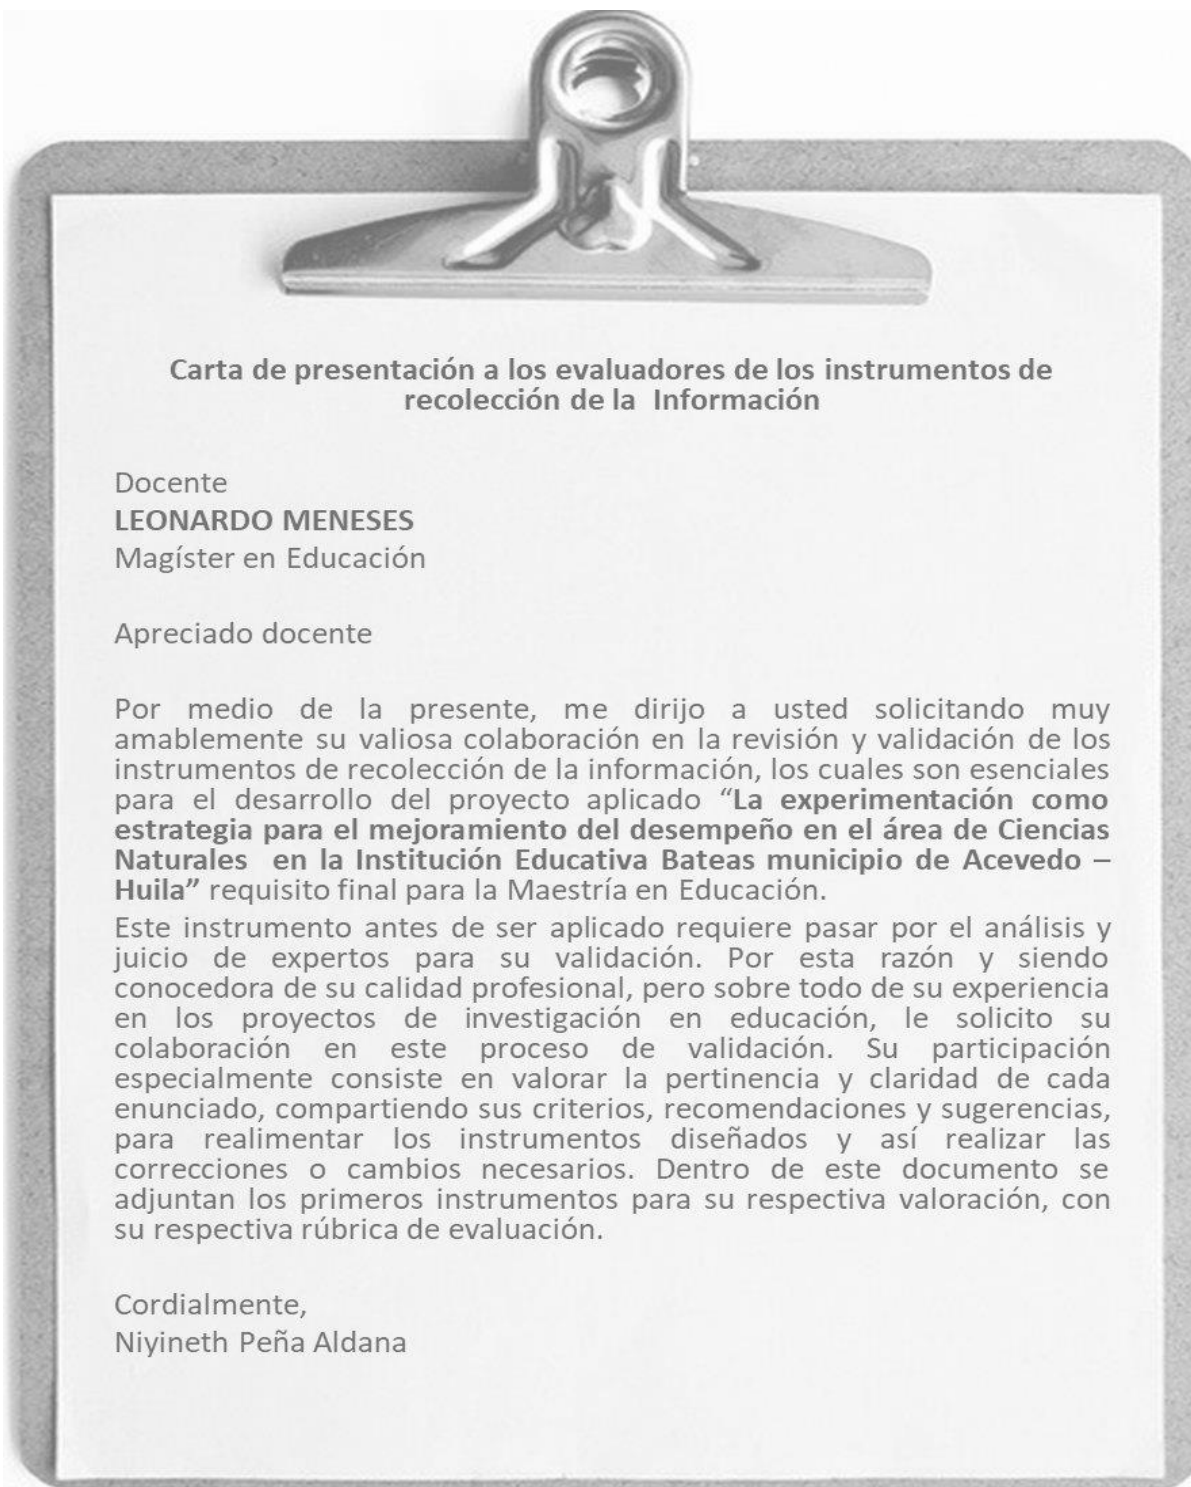 Carta de presentación a los evaluadores de los instrumentos de
recolección de la  Información
Docente
LEONARDO MENESES
Magíster en Educación
Apreciado docente
Por medio de la presente, me dirijo a usted solicitando muy
amablemente su valiosa colaboración en la revisión y validación de los
instrumentos de recolección de la información, los cuales son esenciales
para el desarrollo del proyecto aplicado “La experimentación como
estrategia para el mejoramiento del desempeño en el área de Ciencias
Naturales  en la Institución Educativa Bateas municipio de Acevedo –
Huila” requisito final para la Maestría en Educación.
Este instrumento antes de ser aplicado requiere pasar por el análisis y
juicio de expertos para su validación. Por esta razón y siendo
conocedora de su calidad profesional, pero sobre todo de su experiencia
en los proyectos de investigación en educación, le solicito su
colaboración en este proceso de validación. Su participación
especialmente consiste en valorar la pertinencia y claridad de cada
enunciado, compartiendo sus criterios, recomendaciones y sugerencias,
para realimentar los instrumentos diseñados y así realizar las
correcciones o cambios necesarios. Dentro de este documento se
adjuntan los primeros instrumentos para su respectiva valoración, con
su respectiva rúbrica de evaluación.
Cordialmente,
Niyineth Peña Aldana